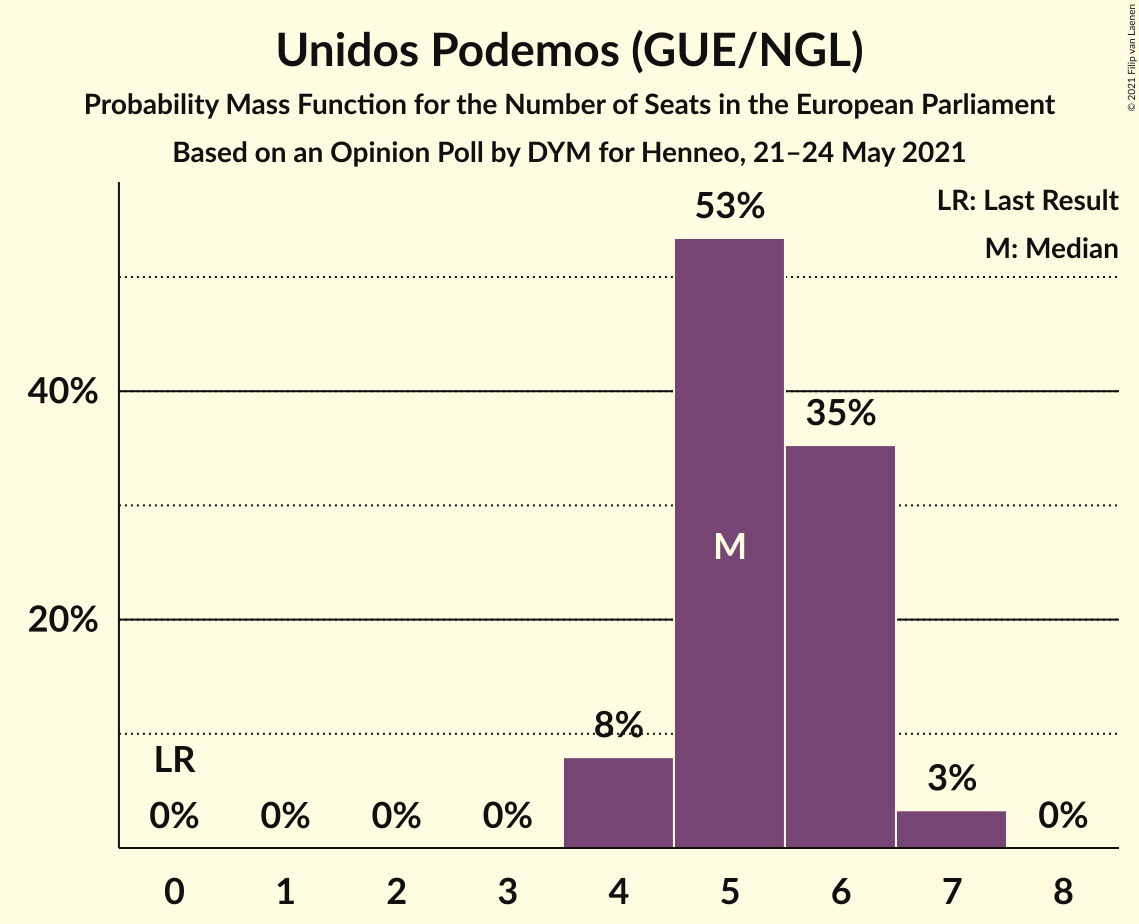 Unidos Podemos (GUE/NGL)
Probability Mass Function for the Number of Seats in the European Parliament
Based on an Opinion Poll by DYM for Henneo, 21–24 May 2021
© 2021 Filip van Laenen
LR: Last Result
M: Median
53%
40%
35%
M
20%
8%
LR
3%
0% 0% 0% 0% 0%
0 1 2 3 4 5 6 7 8